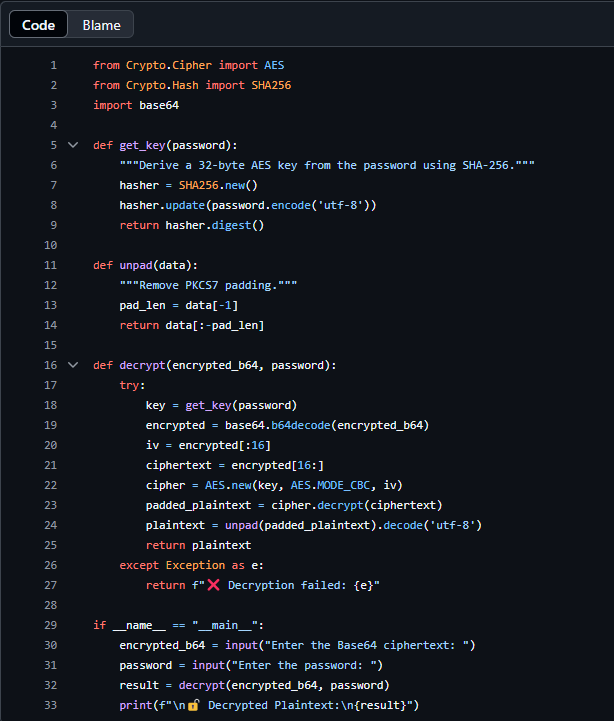 Code Blame
1 from Crypto.Cipher import AES
2 from Crypto.Hash import SHA256
3 import base64
4
5 def get_key(password):
6     """Derive a 32-byte AES key from the password using SHA-256."""
7     hasher = SHA256.new()
8     hasher.update(password.encode('utf-8'))
9     return hasher.digest()
10
11 def unpad(data):
12     """Remove PKCS7 padding."""
13     pad_len = data[-1]
14     return data[:-pad_len]
15
16 def decrypt(encrypted_b64, password):
17     try:
18         key = get_key(password)
19         encrypted = base64.b64decode(encrypted_b64)
20         iv = encrypted[:16]
21         ciphertext = encrypted[16:]
22         cipher = AES.new(key, AES.MODE_CBC, iv)
23         padded_plaintext = cipher.decrypt(ciphertext)
24         plaintext = unpad(padded_plaintext).decode('utf-8')
25         return plaintext
26     except Exception as e:
27         return f"❌ Decryption failed: {e}"
28
29 if __name__ == "__main__":
30     encrypted_b64 = input("Enter the Base64 ciphertext: ")
31     password = input("Enter the password: ")
32     result = decrypt(encrypted_b64, password)
33     print(f"\n🔓 Decrypted Plaintext:\n{result}")